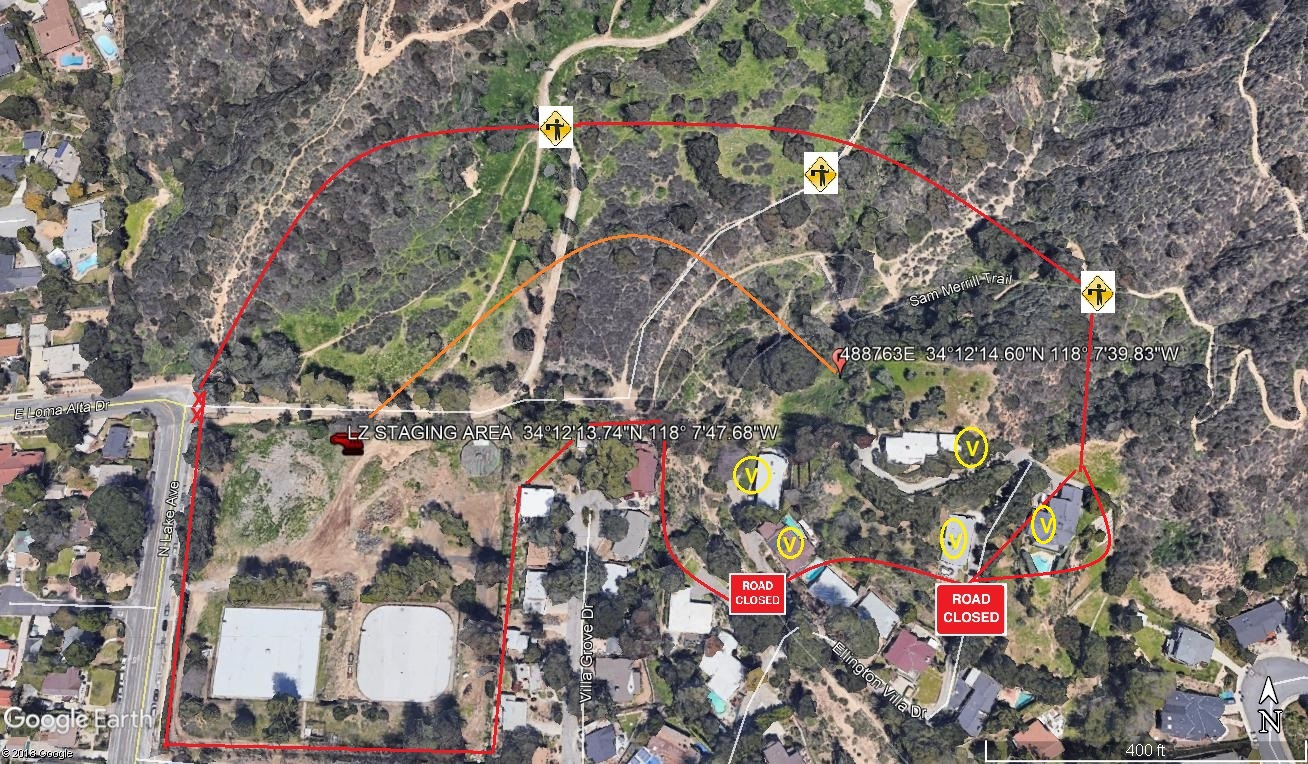 Sam Merrill Trail
488763E  34°12'14.60"N 118° 7'39.83"W
E Loma Alta Dr
LZ STAGING AREA  34°12'13.74"N 118° 7'47.68"W
V
V
N Lake Ave
V
V
V
ROAD
CLOSED
ROAD
CLOSED
Villa Grove Dr
Ellington Villa Dr
Google Earth
N
© 2018 Google
400 ft